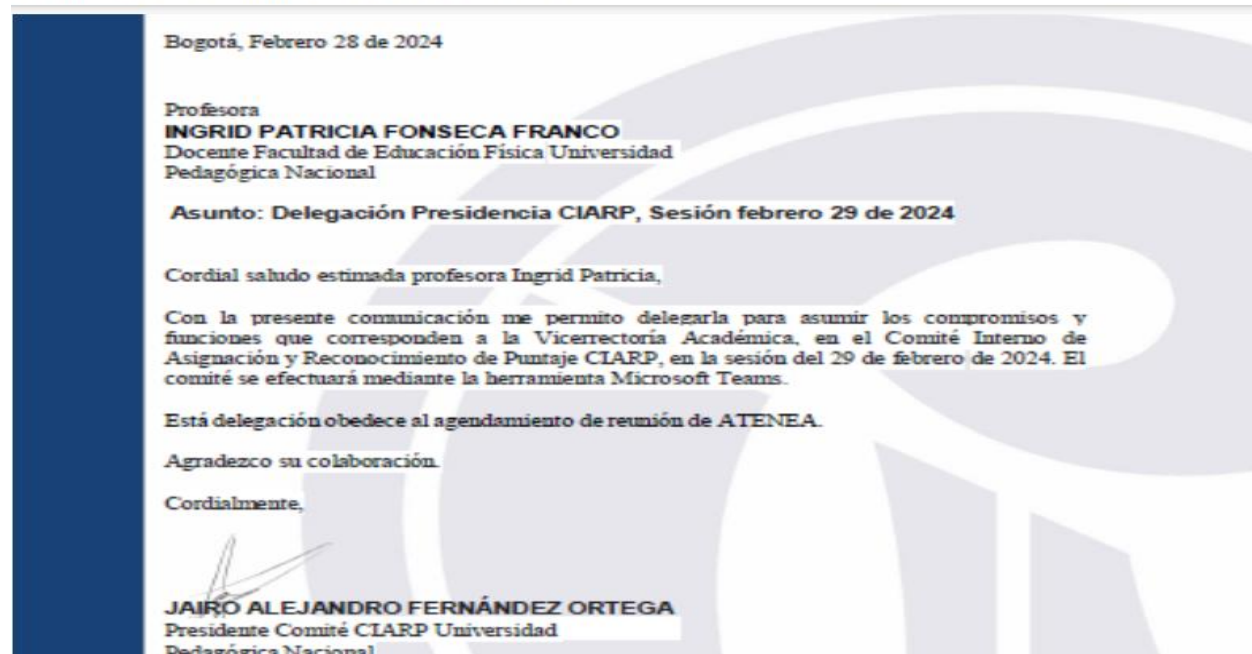 Bogotá, Febrero 28 de 2024
Profesora
INGRID PATRICIA FONSECA FRANCO
Docente Facultad de Educación Física Universidad
Pedagógica Nacional
Asunto: Delegación Presidencia CIARP, Sesión febrero 29 de 2024
Cordial saludo estimada profesora Ingrid Patricia,
Con la presente comunicación me permito delegarla para asumir los compromisos y
funciones que corresponden a la Vicerrectoría Académica, en el Comité Interno de
Asignación y Reconocimiento de Puntaje CIARP, en la sesión del 29 de febrero de 2024. El
comité se efectuará mediante la herramienta Microsoft Teams.
Está delegación obedece al agendamiento de reunión de ATENEA.
Agradezco su colaboración.
Cordialmente,
JAIRO ALEJANDRO FERNÁNDEZ ORTEGA
Presidente Comité CIARP Universidad
Pedagógica Nacional